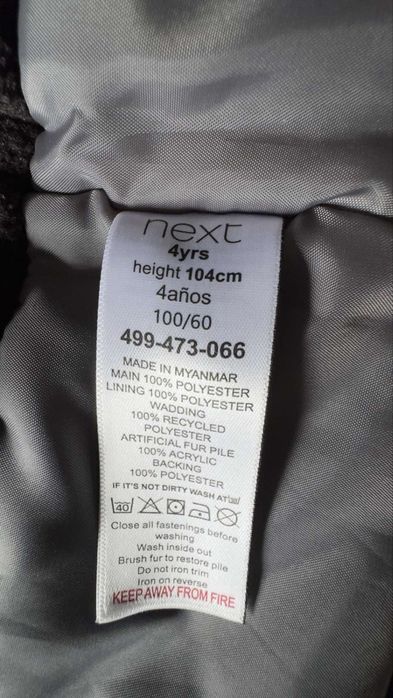 next
4yrs
height 104cm
4años
100/60
499-473-066
MADE IN MYANMAR
MAIN 100% POLYESTER
LINING 100% POLYESTER
WADDING
100% RECYCLED
POLYESTER
ARTIFICIAL FUR PILE
100% ACRYLIC
BACKING
100% POLYESTER
IF IT'S NOT DIRTY WASH AT
40
Close all fastenings before
washing
Wash inside out
Brush fur to restore pile
Do not iron trim
Iron on reverse
KEEP AWAY FROM FIRE